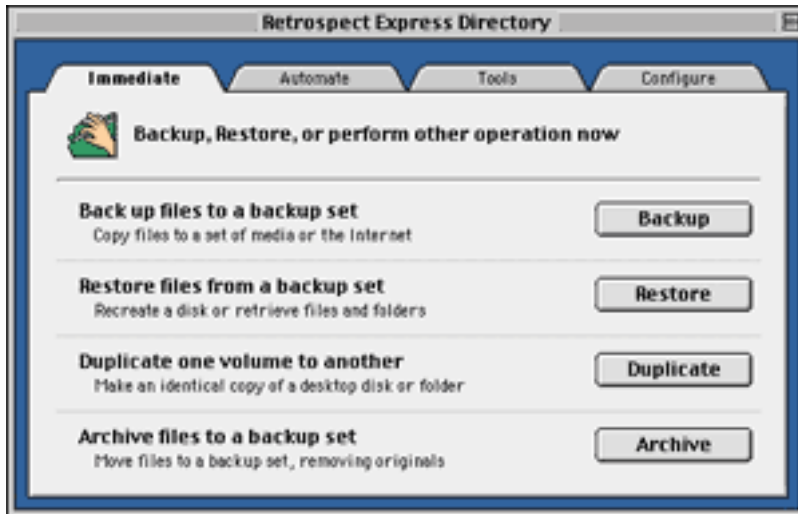 Retrospect Express Directory
Immediate Automate Tools Configure
Backup, Restore, or perform other operation now
Back up files to a backup set
Copy files to a set of media or the Internet
Backup
Restore files from a backup set
Recreate a disk or retrieve files and folders
Restore
Duplicate one volume to another
Make an identical copy of a desktop disk or folder
Duplicate
Archive files to a backup set
Move files to a backup set, removing originals
Archive